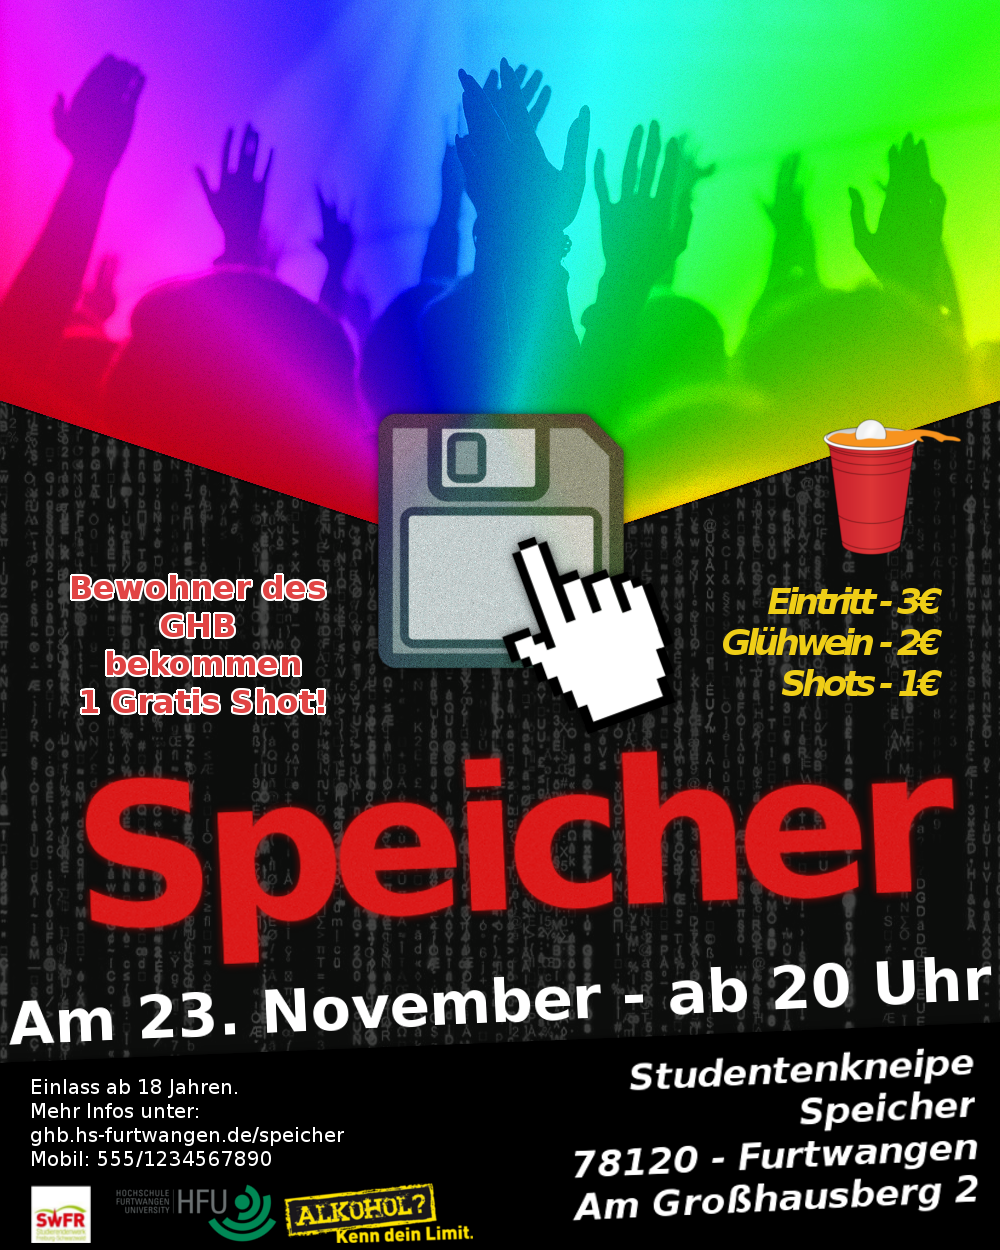 Bewohner des
GHB
bekommen
1 Gratis Shot!
Eintritt - 3€
Glühwein - 2€
Shots - 1€
Speicher
Am 23. November - ab 20 Uhr
Einlass ab 18 Jahren.
Mehr Infos unter:
ghb.hs-furtwangen.de/speicher
Mobil: 555/1234567890
Studentenkneipe
Speicher
78120 - Furtwangen
Am Großhausberg 2
SWFR
HOCHSCHULE
FURTWANGEN
UNIVERSITY
HFU
ALKOHOL?
Kenn dein Limit.